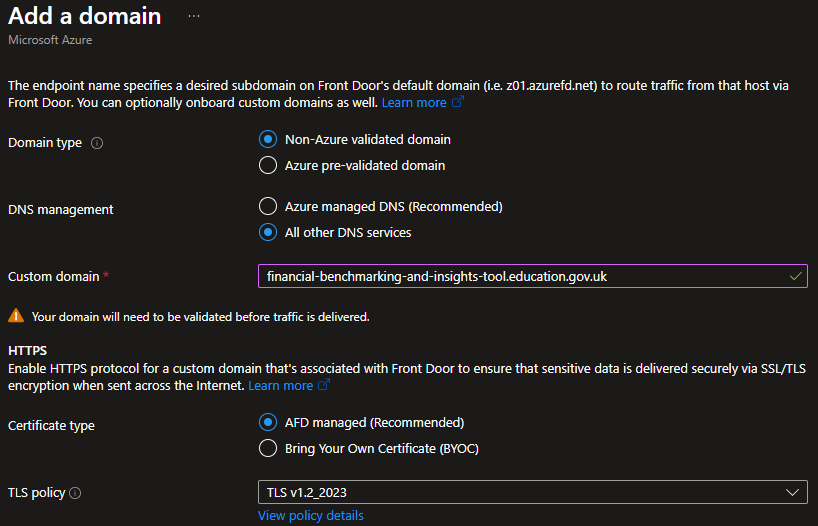 Add a domain ...
Microsoft Azure
The endpoint name specifies a desired subdomain on Front Door's default domain (i.e. z01.azurefd.net) to route traffic from that host via
Front Door. You can optionally onboard custom domains as well. Learn more
Domain type
Non-Azure validated domain
Azure pre-validated domain
DNS management
Azure managed DNS (Recommended)
All other DNS services
Custom domain *
financial-benchmarking-and-insights-tool.education.gov.uk
Your domain will need to be validated before traffic is delivered.
HTTPS
Enable HTTPS protocol for a custom domain that's associated with Front Door to ensure that sensitive data is delivered securely via SSL/TLS
encryption when sent across the Internet. Learn more
Certificate type
AFD managed (Recommended)
Bring Your Own Certificate (BYOC)
TLS policy
TLS v1.2_2023
View policy details